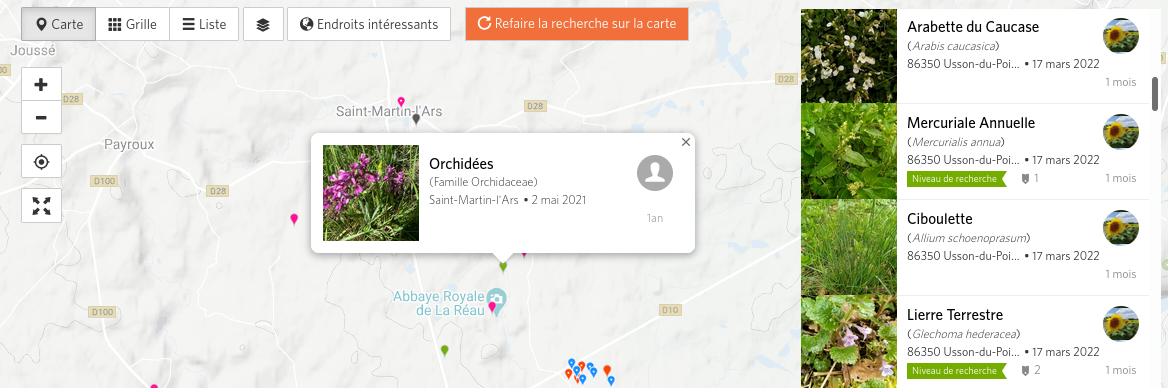 Carte
Grille
Liste
Endroits intéressants
Refaire la recherche sur la carte
Joussé
D28
D28
D28
Saint-Martin-l'Ars
Payroux
D100
D28
Orchidées
(Famille Orchidaceae)
Saint-Martin-l'Ars • 2 mai 2021
1an
Abbaye Royale
de La Réau
D100
D10
Arabette du Caucase
(Arabis caucasica)
86350 Usson-du-Poi... • 17 mars 2022
1 mois
Mercuriale Annuelle
(Mercurialis annua)
86350 Usson-du-Poi... • 17 mars 2022
Niveau de recherche 1 1 mois
Ciboulette
(Allium schoenoprasum)
86350 Usson-du-Poi... • 17 mars 2022
1 mois
Lierre Terrestre
(Glechoma hederacea)
86350 Usson-du-Poi... • 17 mars 2022
Niveau de recherche 2 1 mois